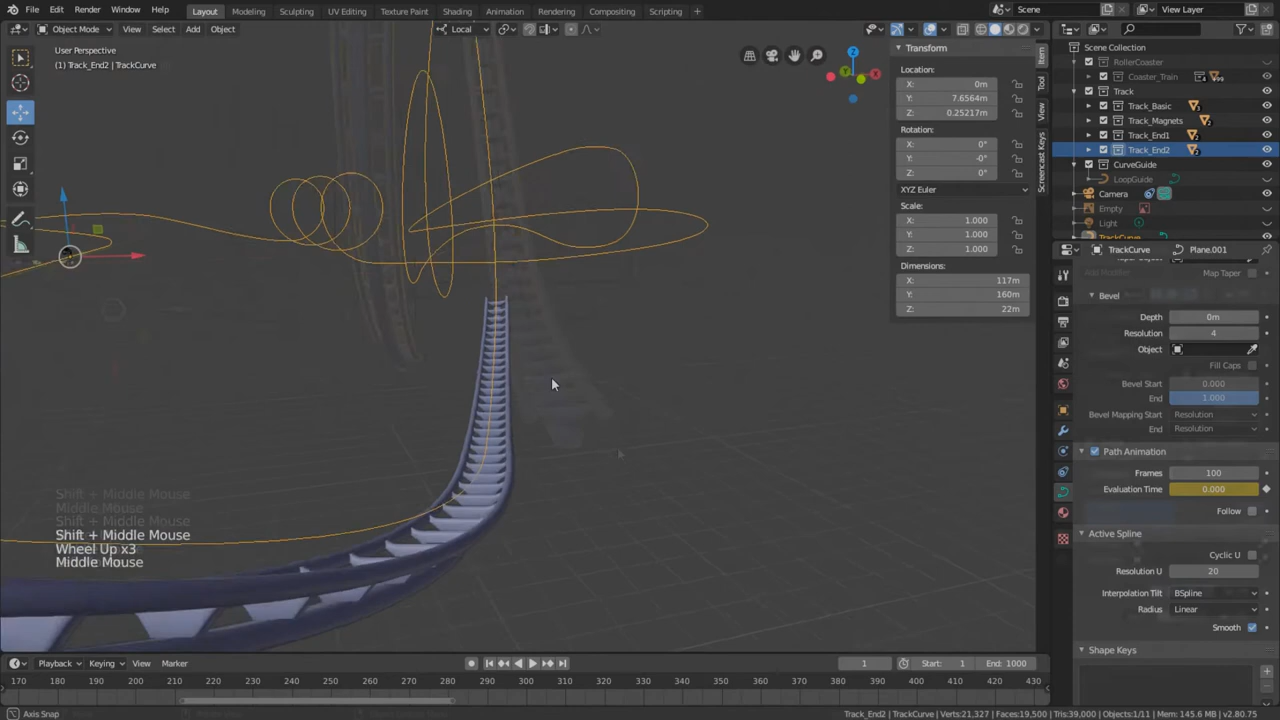 File Edit Render Window Help Layout Modeling Sculpting UV Editing Texture Paint Shading Animation Rendering Compositing Scripting + Scene View Layer
Object Mode View Select Add Object Local
User Perspective
(1) Track_End2 | TrackCurve
Shift + Middle Mouse
Middle Mouse
Shift + Middle Mouse
Shift + Middle Mouse
Wheel Up x3
Middle Mouse
Transform
Location:
X: 0m
Y: 7.6564m
Z: 0.25217m
Rotation:
X: 0°
Y: -0°
Z: 0°
XYZ Euler
Scale:
X: 1.000
Y: 1.000
Z: 1.000
Dimensions:
X: 117m
Y: 160m
Z: 22m
Item
Tool
View
Screencast Keys
Scene Collection
RollerCoaster
Coaster_Train
Track
Track_Basic
Track_Magnets
Track_End1
Track_End2
CurveGuide
LoopGuide
Camera
Empty
Light
TrackCurve
TrackCurve Plane.001
Map Taper
Bevel
Depth 0m
Resolution 4
Object
Fill Caps
Bevel Start 0.000
End 1.000
Bevel Mapping Start Resolution
End Resolution
Path Animation
Frames 100
Evaluation Time 0.000
Follow
Active Spline
Cyclic U
Resolution U 20
Interpolation Tilt BSpline
Radius Linear
Smooth
Shape Keys
Playback Keying View Marker 1 Start: 1 End: 1000
170 180 190 200 210 220 230 240 250 260 270 280 290 300 310 320 330 340 350 360 370 380 390 400 410 420 430
Axis Snap
Track_End2 | TrackCurve | Verts:21,327 | Faces:19,500 | Tris:39,000 | Objects:1/11 | Mem: 145.6 MB | v2.80.75